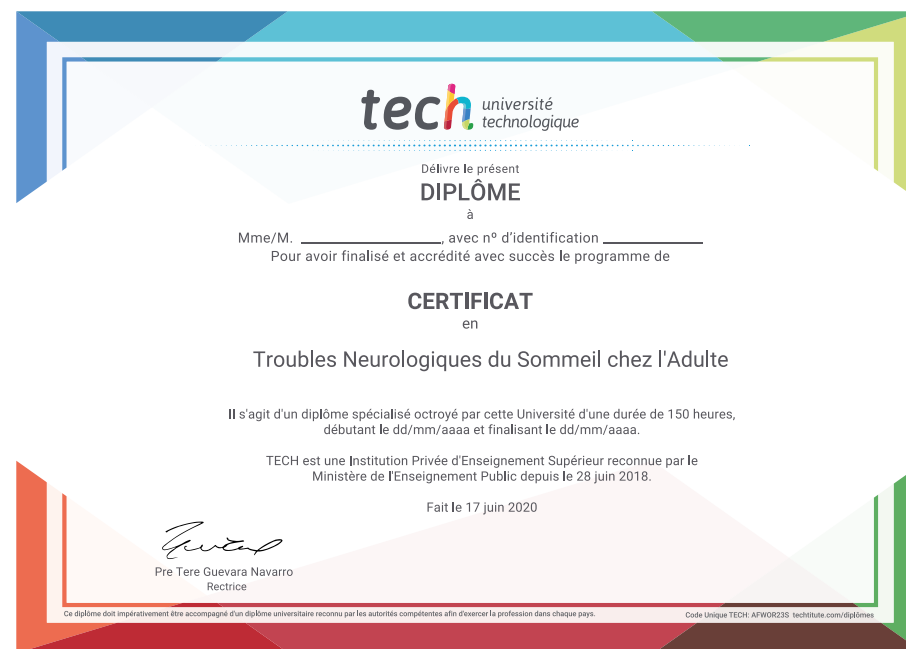 tech université
technologique
Délivre le présent
DIPLÔME
à
Mme/M. ____________________, avec nº d'identification ______________
Pour avoir finalisé et accrédité avec succès le programme de
CERTIFICAT
en
Troubles Neurologiques du Sommeil chez l'Adulte
Il s'agit d'un diplôme spécialisé octroyé par cette Université d'une durée de 150 heures,
débutant le dd/mm/aaaa et finalisant le dd/mm/aaaa.
TECH est une Institution Privée d'Enseignement Supérieur reconnue par le
Ministère de l'Enseignement Public depuis le 28 juin 2018.
Fait le 17 juin 2020
Pre Tere Guevara Navarro
Rectrice
Ce diplôme doit impérativement être accompagné d'un diplôme universitaire reconnu par les autorités compétentes afin d'exercer la profession dans chaque pays.
Code Unique TECH: AFWOR23S techtitute.com/diplômes